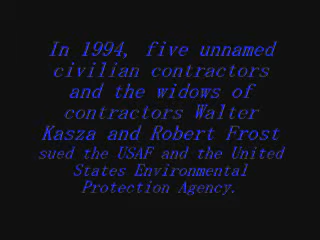 In 1994, five unnamed
civilian contractors
and the widows of
contractors Walter
Kasza and Robert Frost
sued the USAF and the United
States Environmental
Protection Agency.